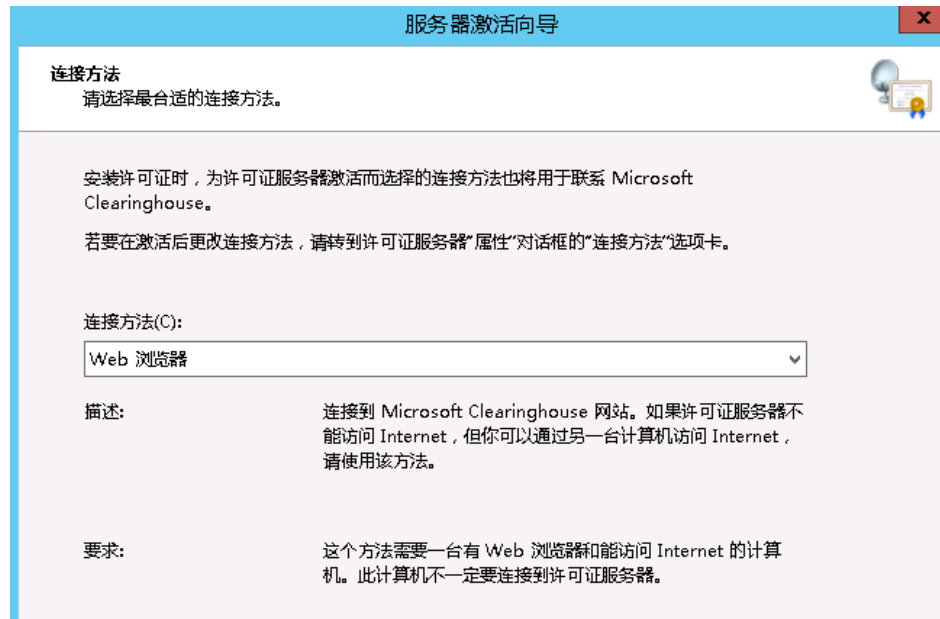 服务器激活向导
x
连接方法
请选择最合适的连接方法。
安装许可证时，为许可证服务器激活而选择的连接方法也将用于联系 Microsoft
Clearinghouse。
若要在激活后更改连接方法，请转到许可证服务器"属性"对话框的"连接方法"选项卡。
连接方法(C):
Web 浏览器
描述:
连接到 Microsoft Clearinghouse 网站。如果许可证服务器不
能访问 Internet，但你可以通过另一台计算机访问 Internet，
请使用该方法。
要求:
这个方法需要一台有 Web 浏览器和能访问 Internet 的计算
机。此计算机不一定要连接到许可证服务器。